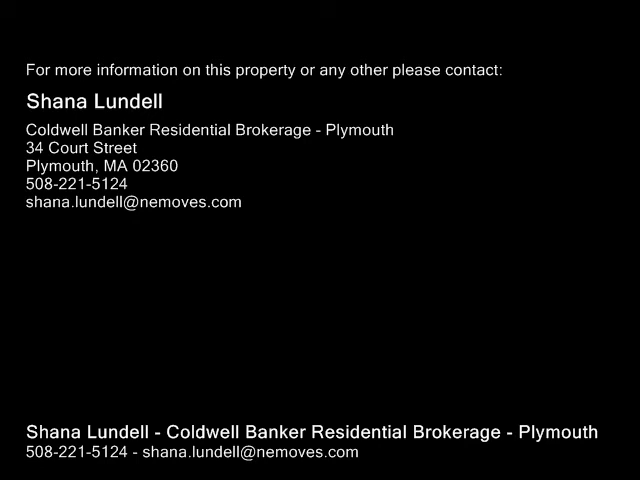 For more information on this property or any other please contact:
Shana Lundell
Coldwell Banker Residential Brokerage - Plymouth
34 Court Street
Plymouth, MA 02360
508-221-5124
shana.lundell@nemoves.com
Shana Lundell - Coldwell Banker Residential Brokerage - Plymouth
508-221-5124 - shana.lundell@nemoves.com